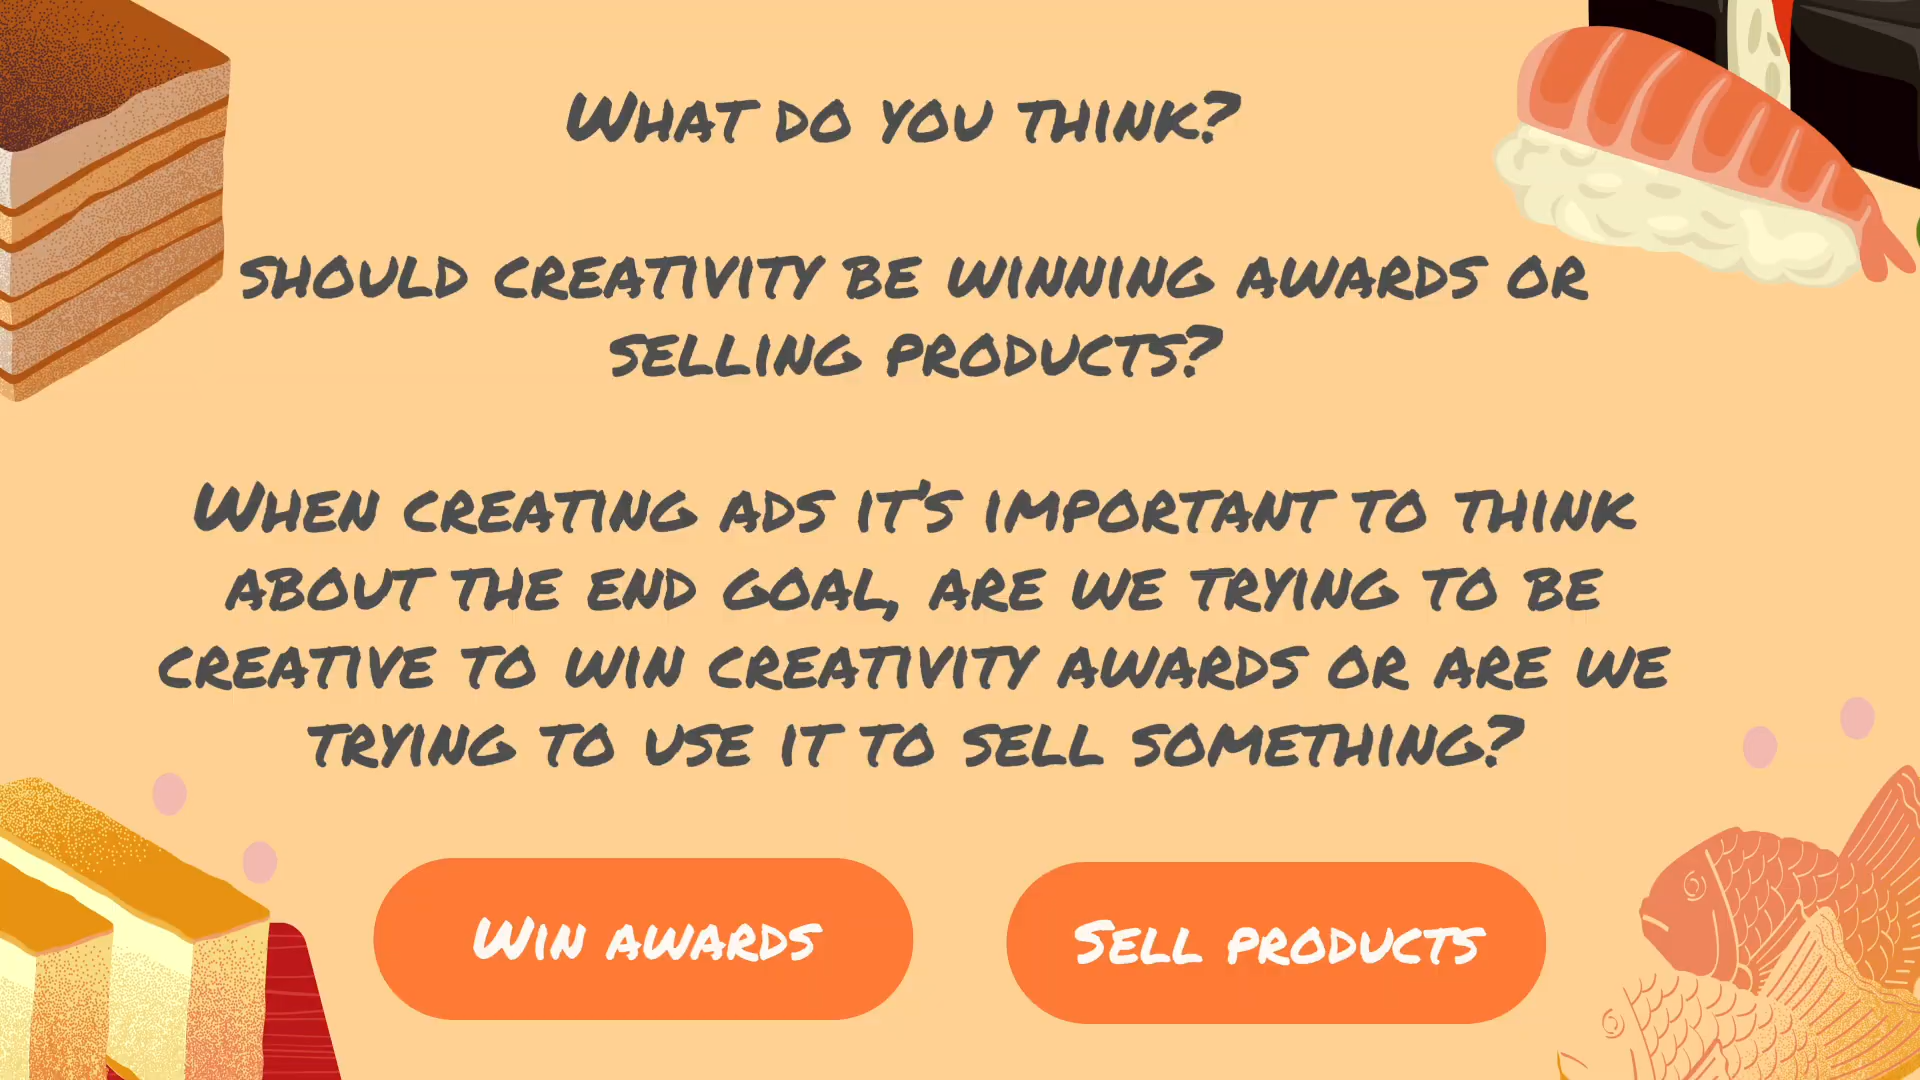 What do you think?
should creativity be winning awards or
selling products?
When creating ads it's important to think
about the end goal, are we trying to be
creative to win creativity awards or are we
trying to use it to sell something?
Win awards
Sell products